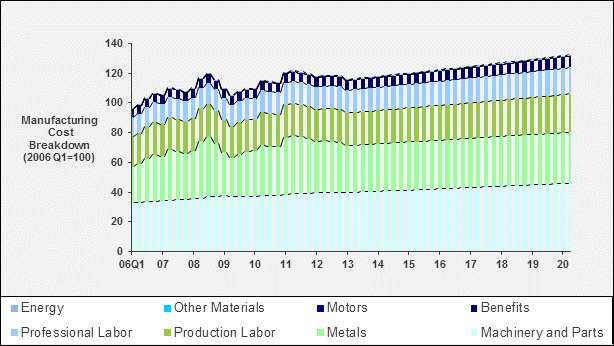 140
120
100
80
60
40
20
0
Manufacturing
Cost
Breakdown
(2006 Q1=100)
06Q1 07 08 09 10 11 12 13 14 15 16 17 18 19 20
Energy Other Materials Motors Benefits
Professional Labor Production Labor Metals Machinery and Parts